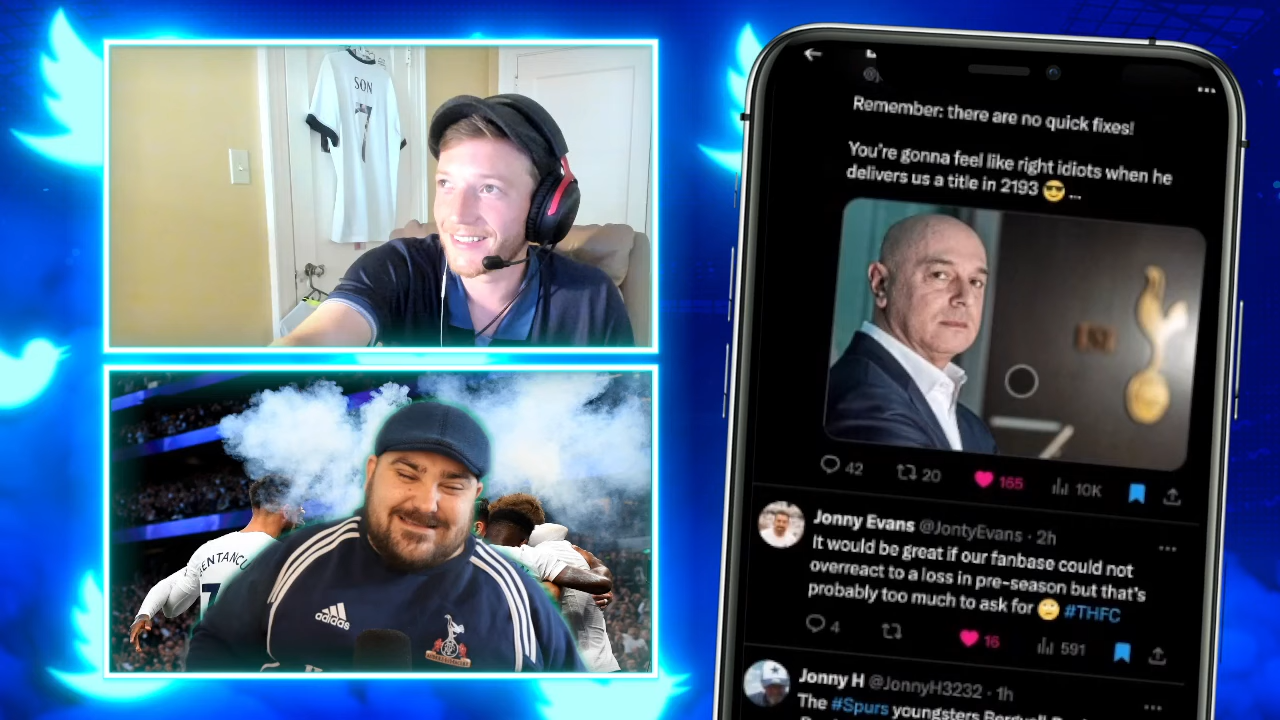 SON
7
BENTANCU
adidas
Remember: there are no quick fixes!
You're gonna feel like right idiots when he
delivers us a title in 2193 😎 ...
42
20
165
10K
Jonny Evans @JontyEvans · 2h
It would be great if our fanbase could not
overreact to a loss in pre-season but that's
probably too much to ask for 🙄 #THFC
4
16
591
Jonny H @JonnyH3232 · 1h
The #Spurs youngsters Bergvall